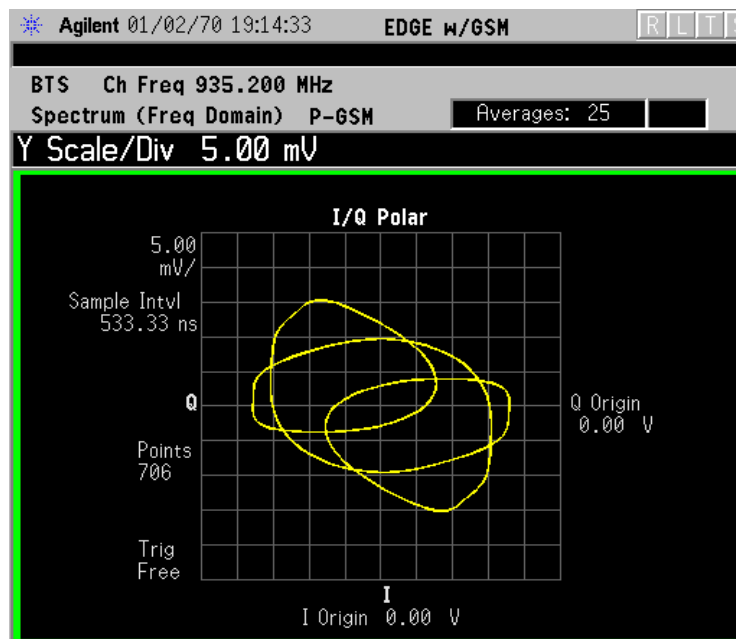 Agilent 01/02/70 19:14:33 EDGE w/GSM R L T S
BTS Ch Freq 935.200 MHz
Spectrum (Freq Domain) P-GSM Averages: 25
Y Scale/Div 5.00 mV
I/Q Polar
5.00
mV/
Sample Intvl
533.33 ns
Q
Q Origin
0.00 V
Points
706
Trig
Free
I
I Origin 0.00 V